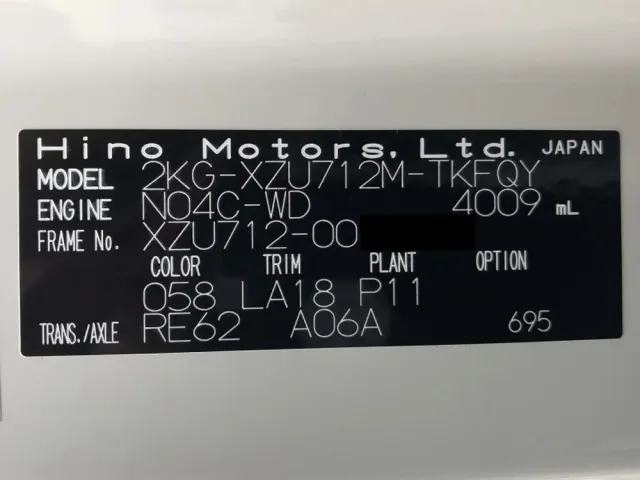 Hino Motors, Ltd. JAPAN
MODEL 2KG-XZU712M-TKFQY
ENGINE N04C-WD 4009 mL
FRAME No. XZU712-00
COLOR TRIM PLANT OPTION
058 LA18 P11
TRANS./AXLE RE62 A06A 695